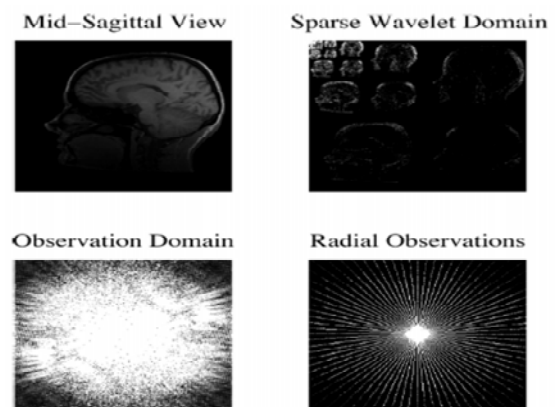 Mid−Sagittal View
Sparse Wavelet Domain
Observation Domain
Radial Observations